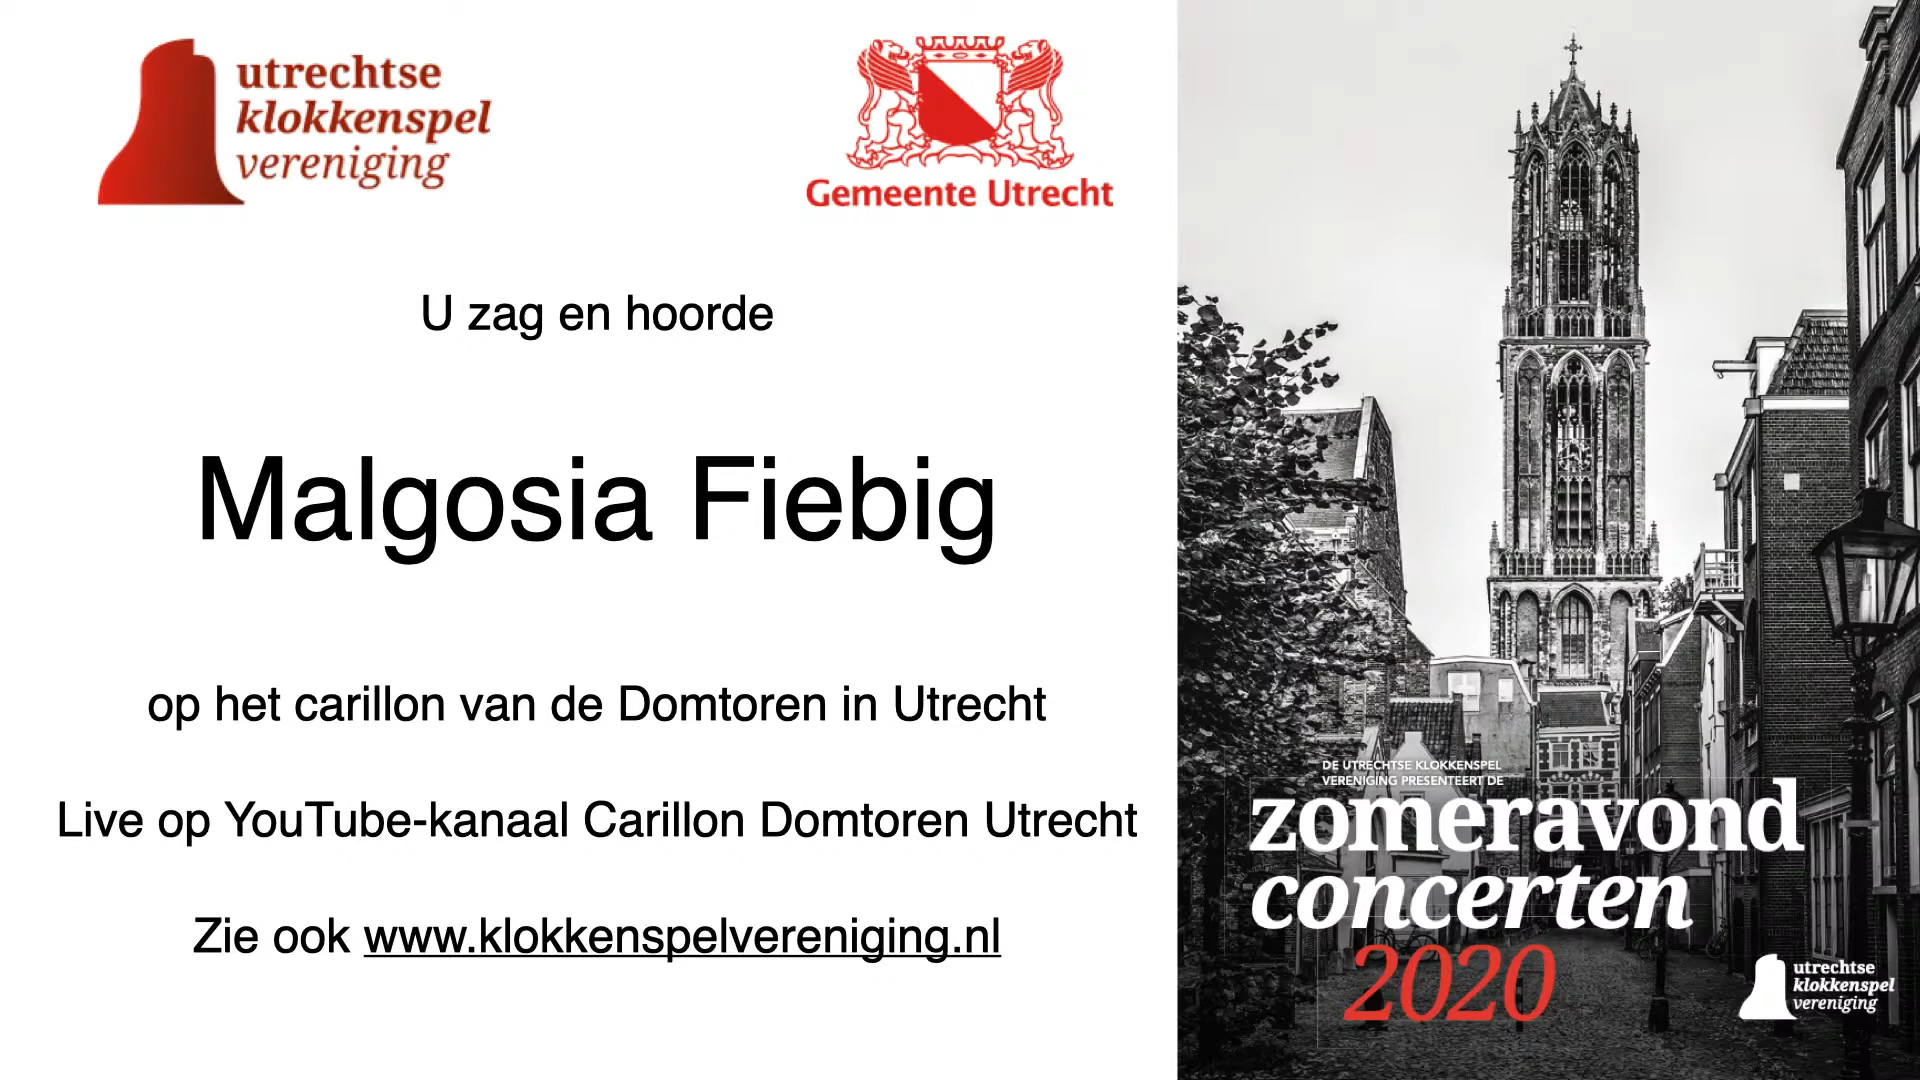 utrechtse
klokkenspel
vereniging
Gemeente Utrecht
U zag en hoorde
Malgosia Fiebig
op het carillon van de Domtoren in Utrecht
Live op YouTube-kanaal Carillon Domtoren Utrecht
Zie ook www.klokkenspelvereniging.nl
DE UTRECHTSE KLOKKENSPEL
VERENIGING PRESENTEERT DE
zomeravond
concerten
2020
utrechtse
klokkenspel
vereniging